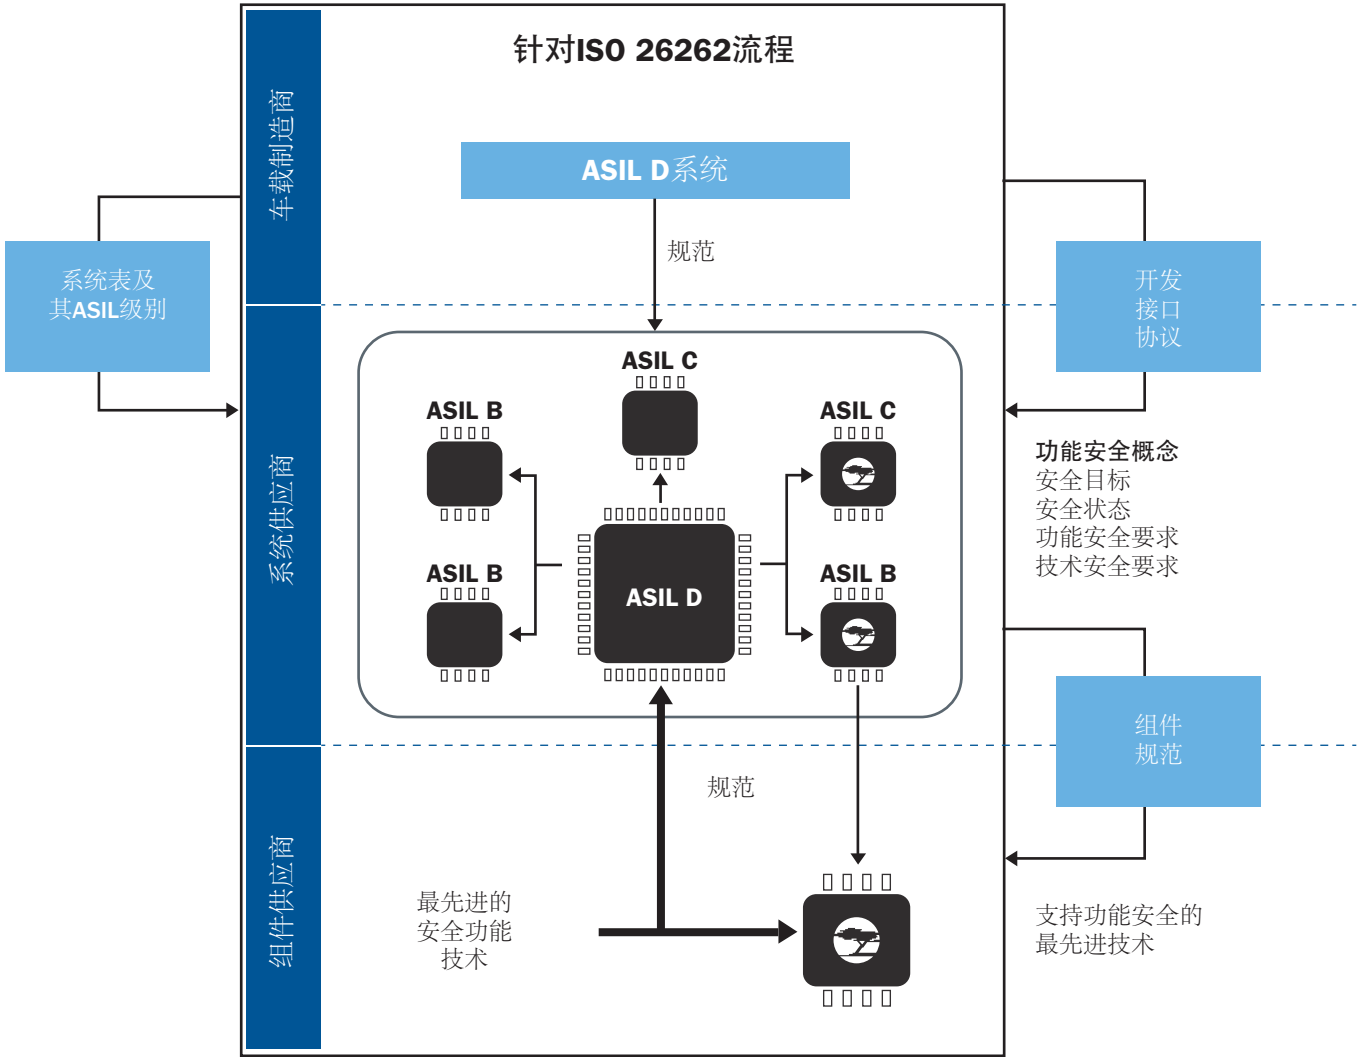 针对ISO 26262流程
车载制造商
ASIL D系统
规范
系统表及
其ASIL级别
开发
接口
协议
系统供应商
ASIL C
ASIL B
ASIL C
ASIL B
ASIL D
ASIL B
功能安全概念
安全目标
安全状态
功能安全要求
技术安全要求
组件
规范
组件供应商
规范
最先进的
安全功能
技术
支持功能安全的
最先进技术